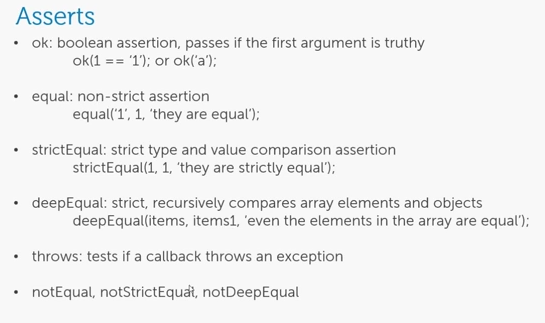 Asserts
• ok: boolean assertion, passes if the first argument is truthy
ok(1 == '1'); or ok('a');
• equal: non-strict assertion
equal('1', 1, 'they are equal');
• strictEqual: strict type and value comparison assertion
strictEqual(1, 1, 'they are strictly equal');
• deepEqual: strict, recursively compares array elements and objects
deepEqual(items, items1, 'even the elements in the array are equal');
• throws: tests if a callback throws an exception
• notEqual, notStrictEqual, notDeepEqual